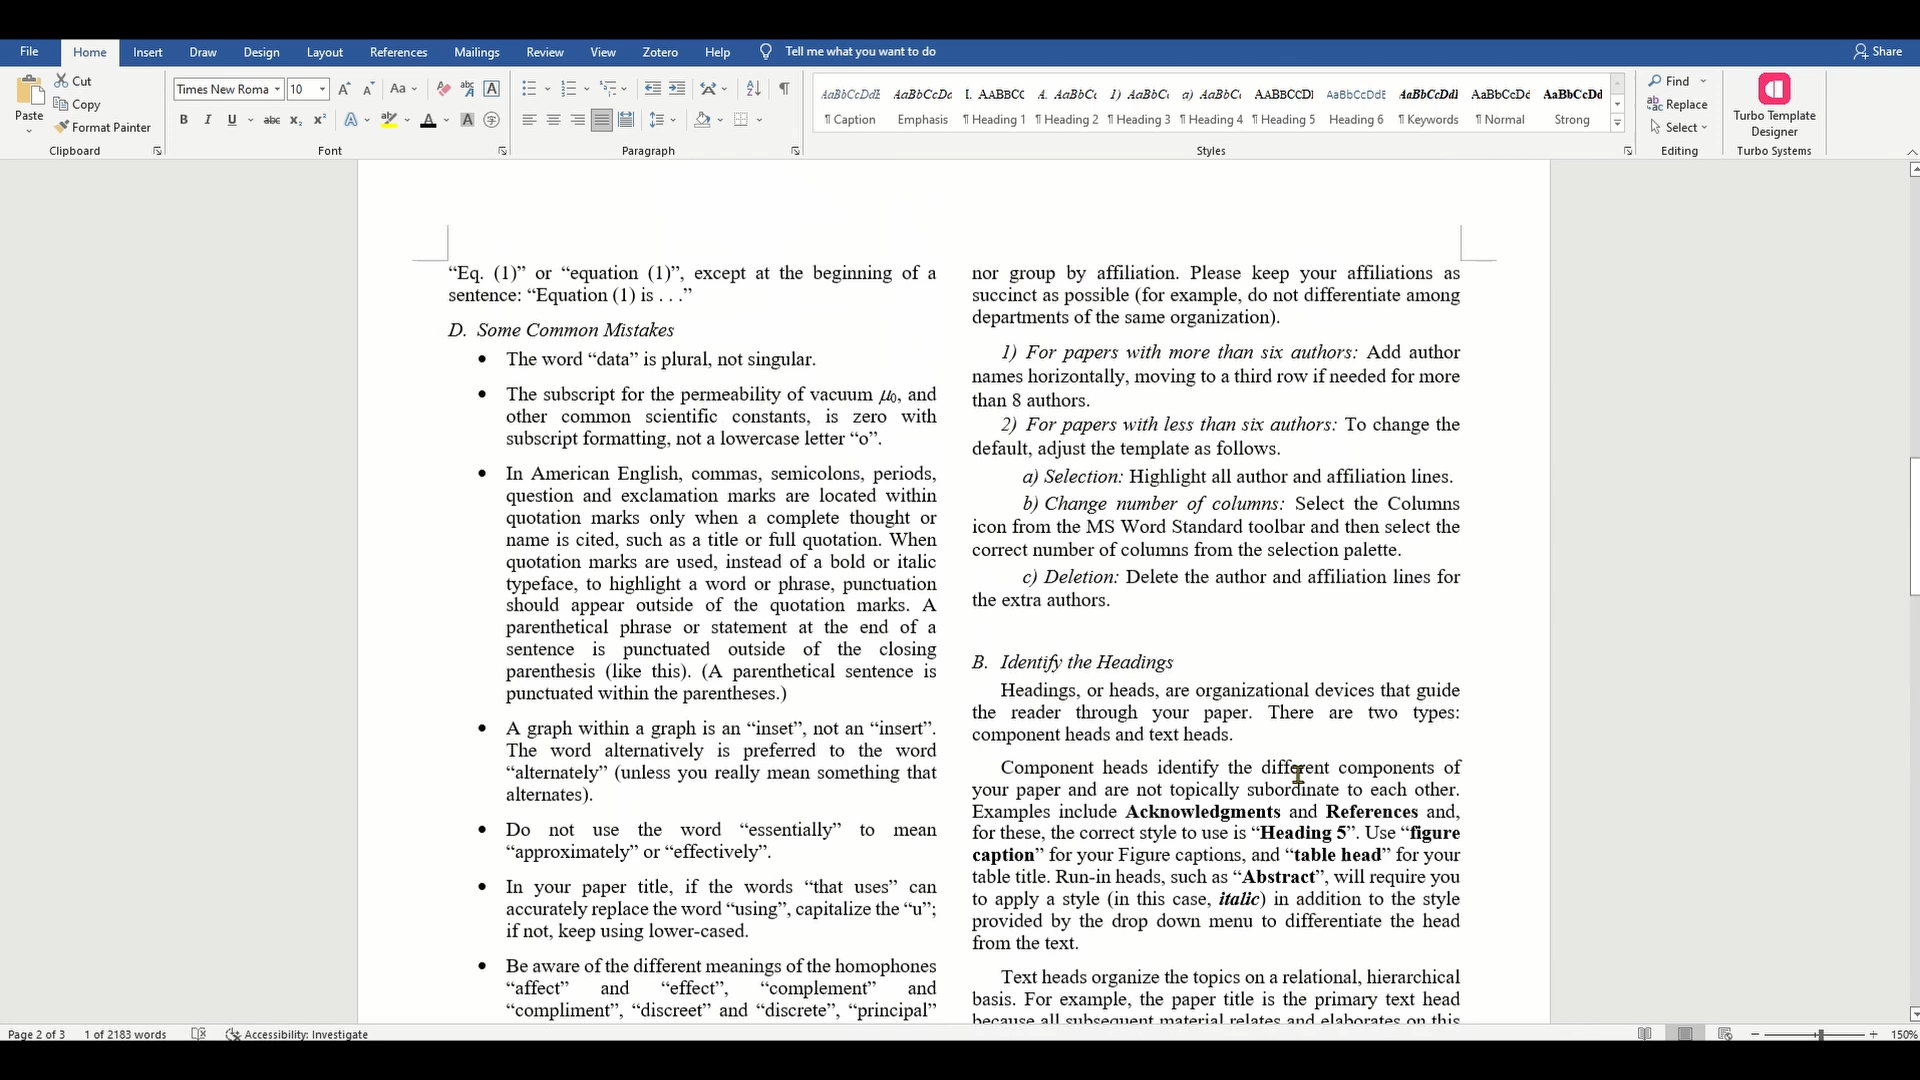 File Home Insert Draw Design Layout References Mailings Review View Zotero Help Tell me what you want to do Share
Paste Cut Copy Format Painter
Clipboard
Times New Roma 10
Font
Paragraph
AaBbCcDdE AaBbCcDc I. AABBCC A. AaBbC 1) AaBbC a) AaBbC AABBCCDI AaBbCcDdE AaBbCcDdl AaBbCcDc AaBbCcDd
¶ Caption Emphasis ¶ Heading 1 ¶ Heading 2 ¶ Heading 3 ¶ Heading 4 ¶ Heading 5 Heading 6 ¶ Keywords ¶ Normal Strong
Styles
Find
Replace
Select
Editing
Turbo Template
Designer
Turbo Systems
“Eq. (1)” or “equation (1)”, except at the beginning of a
sentence: “Equation (1) is . . .”
D. Some Common Mistakes
• The word “data” is plural, not singular.
• The subscript for the permeability of vacuum μ0, and
other common scientific constants, is zero with
subscript formatting, not a lowercase letter “o”.
• In American English, commas, semicolons, periods,
question and exclamation marks are located within
quotation marks only when a complete thought or
name is cited, such as a title or full quotation. When
quotation marks are used, instead of a bold or italic
typeface, to highlight a word or phrase, punctuation
should appear outside of the quotation marks. A
parenthetical phrase or statement at the end of a
sentence is punctuated outside of the closing
parenthesis (like this). (A parenthetical sentence is
punctuated within the parentheses.)
• A graph within a graph is an “inset”, not an “insert”.
The word alternatively is preferred to the word
“alternately” (unless you really mean something that
alternates).
• Do not use the word “essentially” to mean
“approximately” or “effectively”.
• In your paper title, if the words “that uses” can
accurately replace the word “using”, capitalize the “u”;
if not, keep using lower-cased.
• Be aware of the different meanings of the homophones
“affect” and “effect”, “complement” and
“compliment”, “discreet” and “discrete”, “principal”
nor group by affiliation. Please keep your affiliations as
succinct as possible (for example, do not differentiate among
departments of the same organization).
1) For papers with more than six authors: Add author
names horizontally, moving to a third row if needed for more
than 8 authors.
2) For papers with less than six authors: To change the
default, adjust the template as follows.
a) Selection: Highlight all author and affiliation lines.
b) Change number of columns: Select the Columns
icon from the MS Word Standard toolbar and then select the
correct number of columns from the selection palette.
c) Deletion: Delete the author and affiliation lines for
the extra authors.
B. Identify the Headings
Headings, or heads, are organizational devices that guide
the reader through your paper. There are two types:
component heads and text heads.
Component heads identify the different components of
your paper and are not topically subordinate to each other.
Examples include Acknowledgments and References and,
for these, the correct style to use is “Heading 5”. Use “figure
caption” for your Figure captions, and “table head” for your
table title. Run-in heads, such as “Abstract”, will require you
to apply a style (in this case, italic) in addition to the style
provided by the drop down menu to differentiate the head
from the text.
Text heads organize the topics on a relational, hierarchical
basis. For example, the paper title is the primary text head
because all subsequent material relates and elaborates on this
Page 2 of 3 1 of 2183 words Accessibility: Investigate 150%